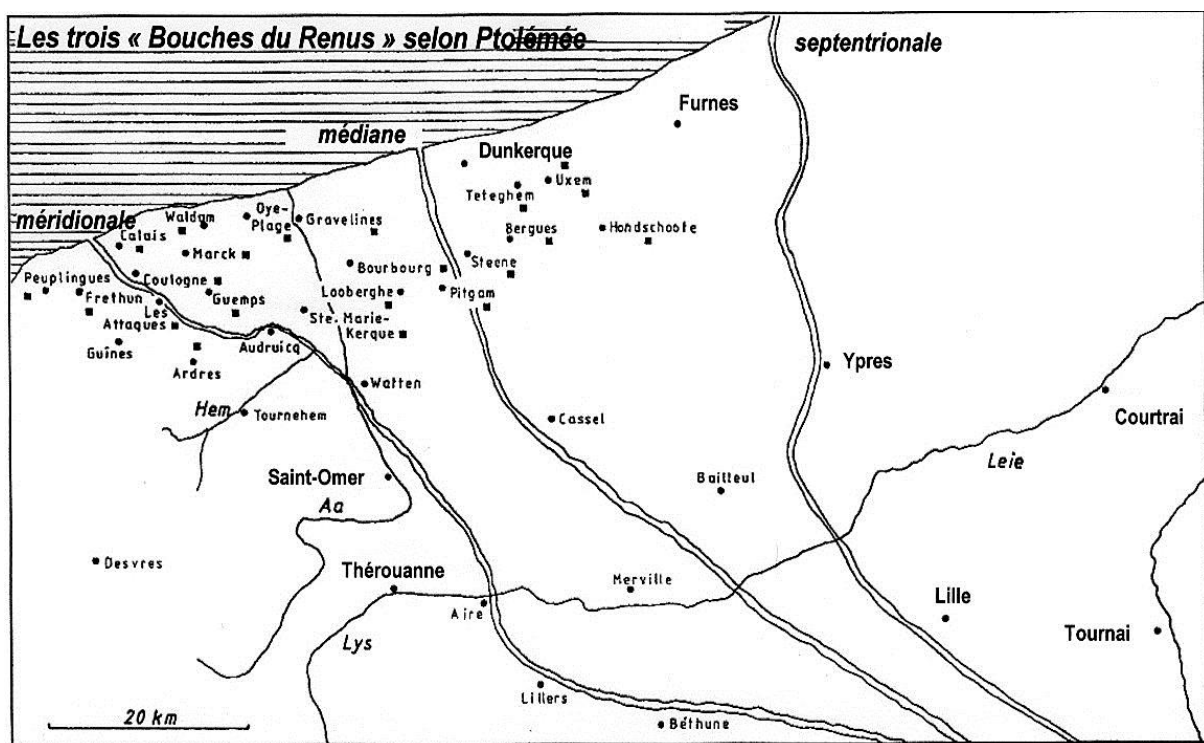 Les trois « Bouches du Renus » selon Ptolémée
septentrionale
Furnes
médiane
Dunkerque
Uxem
Teteghem
Oye-
Plage
Waldam
Gravelines
méridionale
Calais
Bergues
Hondschoote
Marck
Steene
Bourbourg
Peuplingues
Coulogne
Looberghe
Pitgam
Frethun
Guemps
Les
Attaques
Ste. Marie-
Kerque
Guînes
Audruicq
Ardres
Ypres
Watten
Hem
Tournehem
Cassel
Courtrai
Leie
Saint-Omer
Bailleul
Aa
Desvres
Thérouanne
Merville
Aire
Lille
Tournai
Lys
Lillers
20 km
Béthune